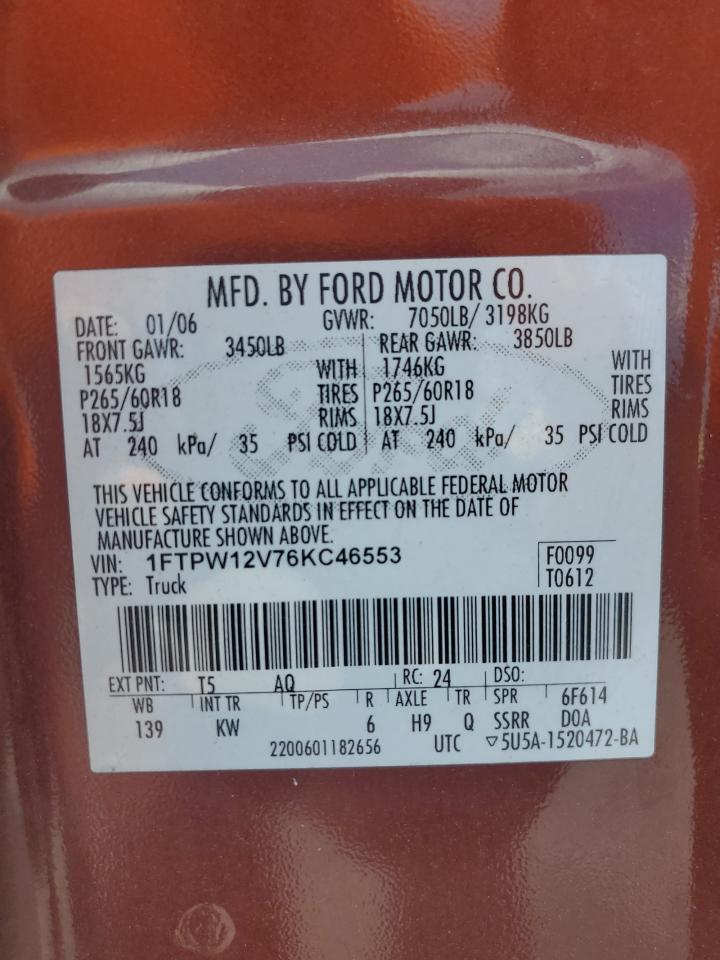 MFD. BY FORD MOTOR CO.
DATE: 01/06 GVWR: 7050LB/ 3198KG
FRONT GAWR: 3450LB REAR GAWR: 3850LB
1565KG WITH 1746KG WITH
P265/60R18 TIRES P265/60R18 TIRES
18X7.5J RIMS 18X7.5J RIMS
AT 240 kPa/ 35 PSI COLD AT 240 kPa/ 35 PSI COLD
THIS VEHICLE CONFORMS TO ALL APPLICABLE FEDERAL MOTOR
VEHICLE SAFETY STANDARDS IN EFFECT ON THE DATE OF
MANUFACTURE SHOWN ABOVE.
VIN: 1FTPW12V76KC46553 F0099
TYPE: Truck T0612
EXT PNT: T5 AQ RC: 24 DSO:
WB INT TR TP/PS R AXLE TR SPR 6F614
139 KW 6 H9 Q SSRR DOA
2200601182656 UTC ▽5U5A-1520472-BA